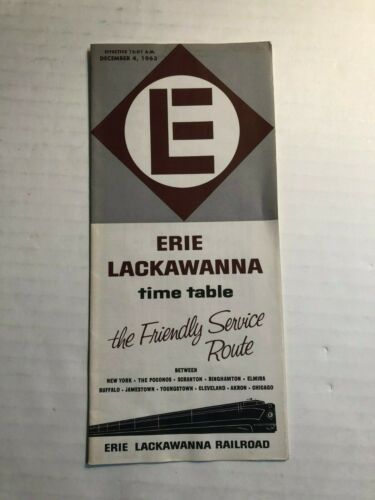 EFFECTIVE 12:01 A.M.
DECEMBER 4, 1963
E
ERIE
LACKAWANNA
time table
the Friendly Service
Route
BETWEEN
NEW YORK • THE POCONOS • SCRANTON • BINGHAMTON • ELMIRA
BUFFALO • JAMESTOWN • YOUNGSTOWN • CLEVELAND • AKRON • CHICAGO
ERIE LACKAWANNA RAILROAD